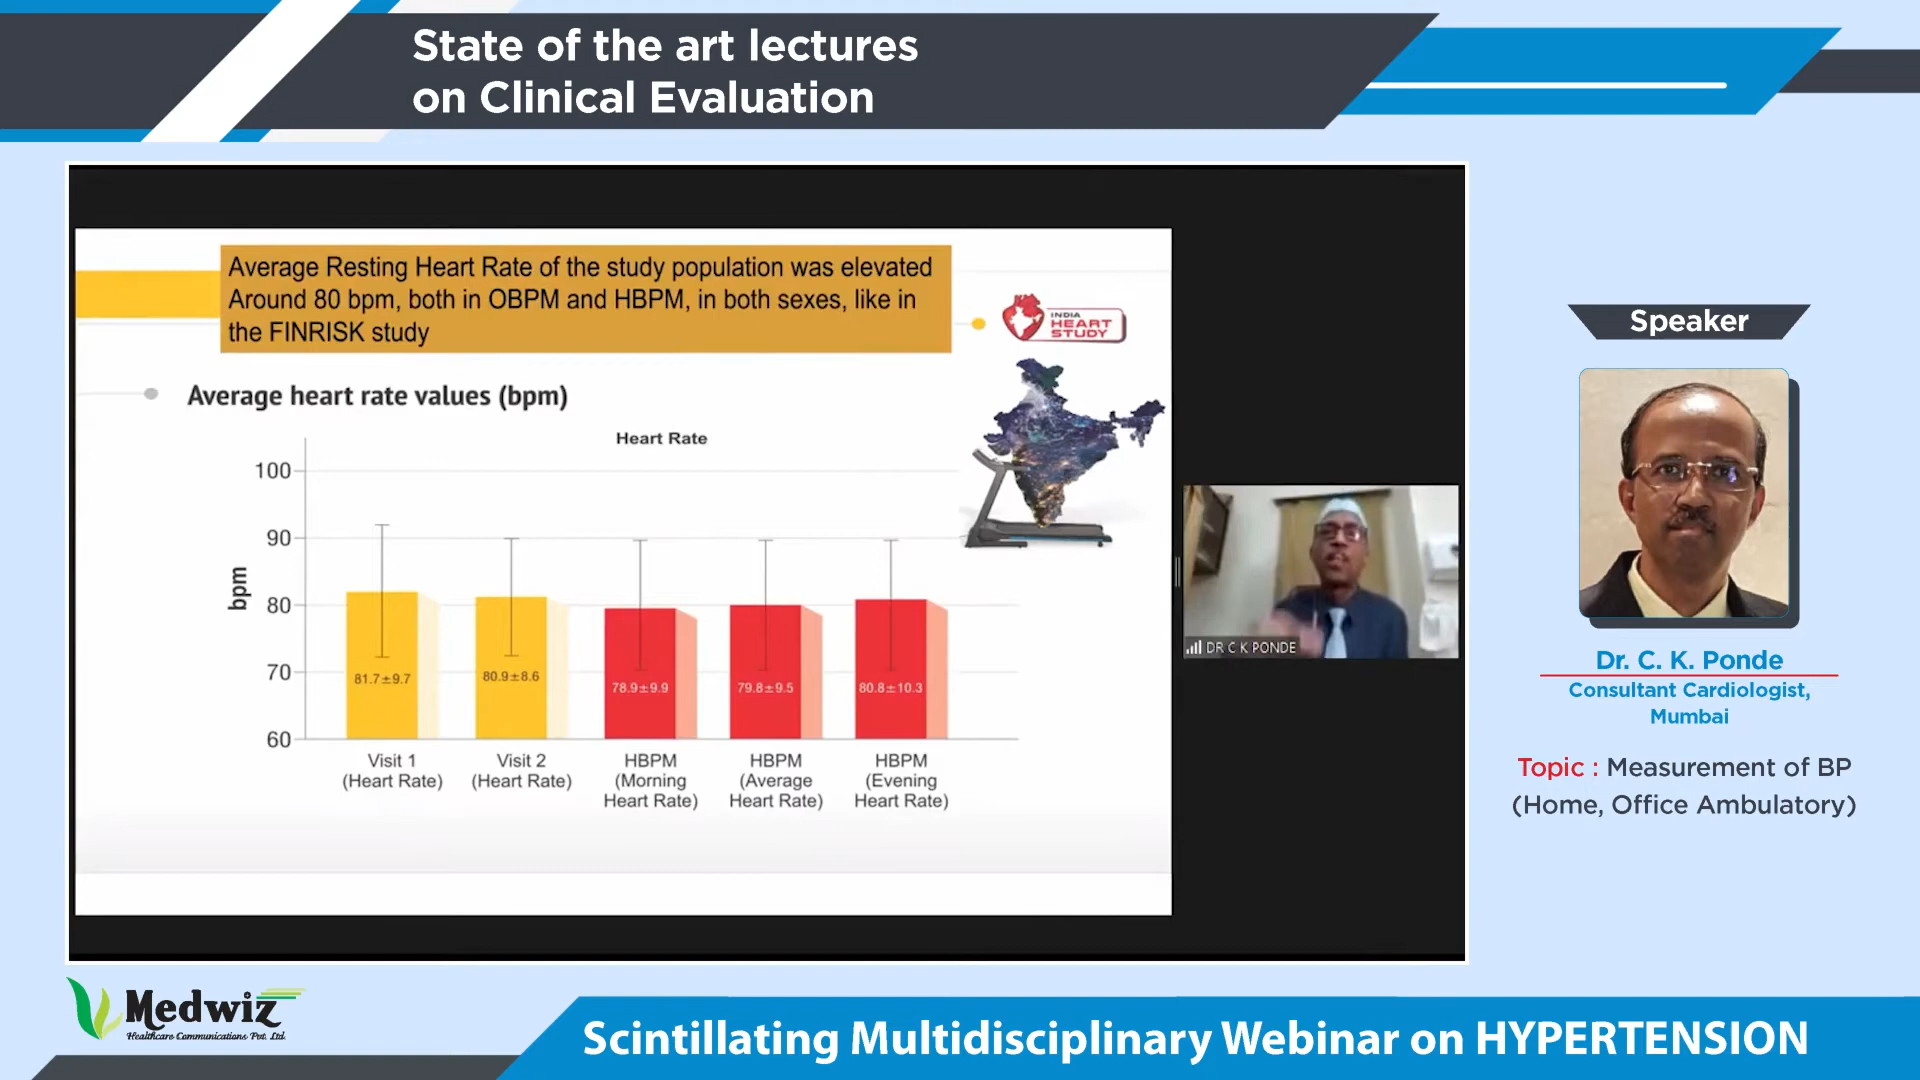 State of the art lectures
on Clinical Evaluation
Average Resting Heart Rate of the study population was elevated
Around 80 bpm, both in OBPM and HBPM, in both sexes, like in
the FINRISK study
INDIA
HEART
STUDY
Average heart rate values (bpm)
Heart Rate
bpm
100
90
80
70
60
81.7±9.7
80.9±8.6
78.9±9.9
79.8±9.5
80.8±10.3
Visit 1
(Heart Rate)
Visit 2
(Heart Rate)
HBPM
(Morning
Heart Rate)
HBPM
(Average
Heart Rate)
HBPM
(Evening
Heart Rate)
DR C K PONDE
Speaker
Dr. C. K. Ponde
Consultant Cardiologist,
Mumbai
Topic : Measurement of BP
(Home, Office Ambulatory)
Medwiz
Healthcare Communications Pvt. Ltd.
Scintillating Multidisciplinary Webinar on HYPERTENSION